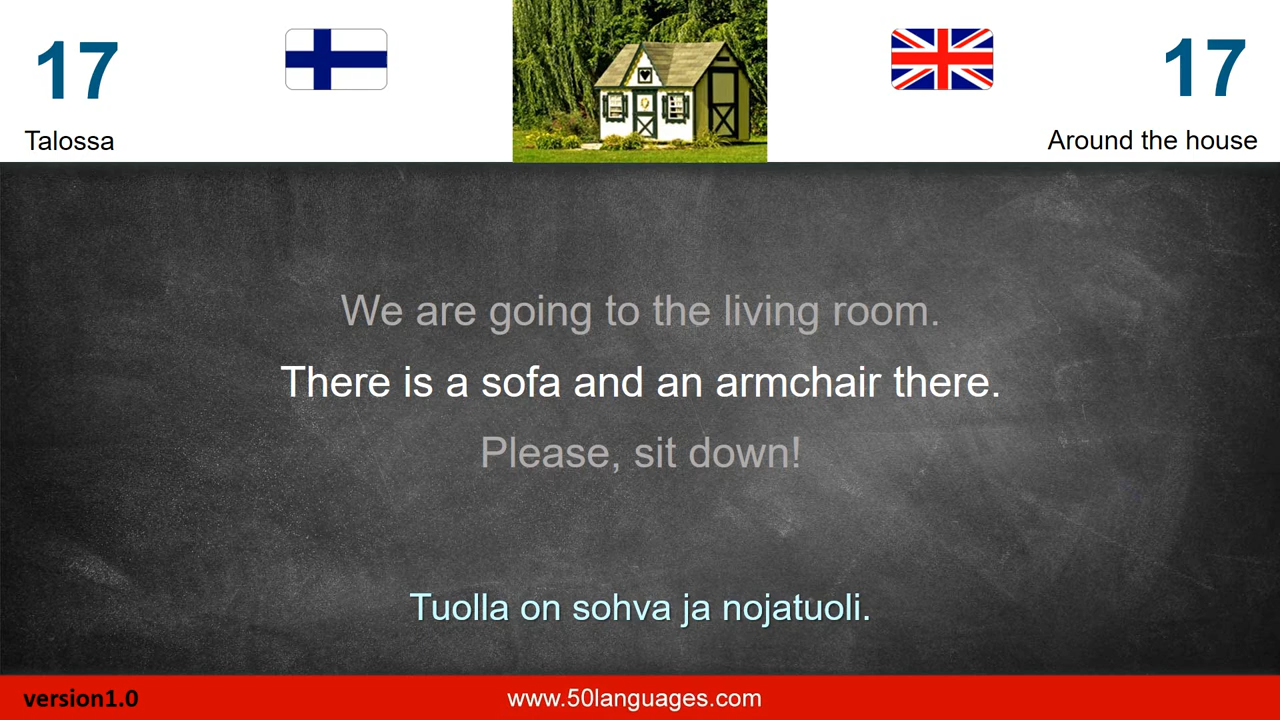 17
17
Talossa
Around the house
We are going to the living room.
There is a sofa and an armchair there.
Please, sit down!
Tuolla on sohva ja nojatuoli.
version1.0
www.50languages.com